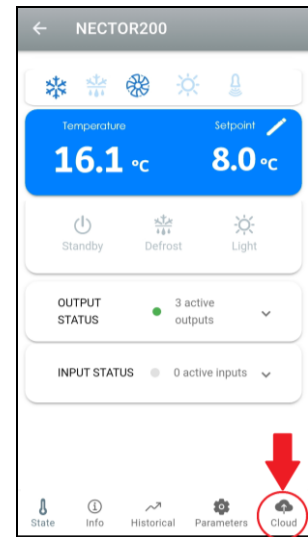 ← NECTOR200
Temperature
Setpoint
16.1 °C
8.0 °C
Standby
Defrost
Light
OUTPUT
STATUS
3 active
outputs
INPUT STATUS
0 active inputs
State
Info
Historical
Parameters
Cloud